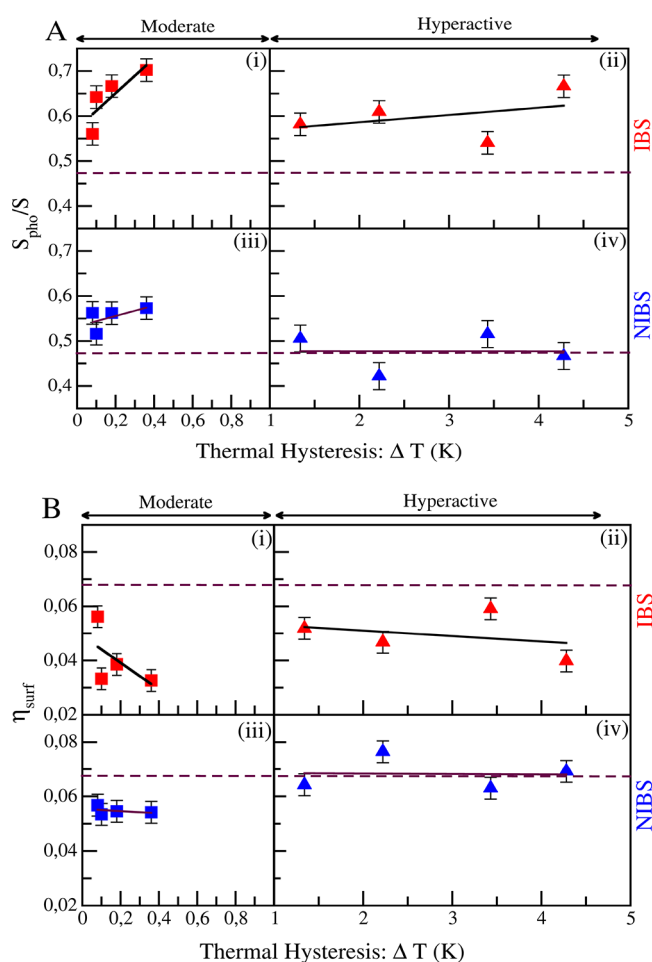 A
Moderate
Hyperactive
(i)
(ii)
0,7
0,6
0,5
0,4
IBS
S_pho/S
(iii)
(iv)
0,7
0,6
0,5
0,4
NIBS
0 0,2 0,4 0,6 0,8 1 2 3 4 5
Thermal Hysteresis: Δ T (K)
B
Moderate
Hyperactive
(i)
(ii)
0,08
0,06
0,04
0,02
IBS
η_surf
(iii)
(iv)
0,08
0,06
0,04
0,02
NIBS
0 0,2 0,4 0,6 0,8 1 2 3 4 5
Thermal Hysteresis: Δ T (K)